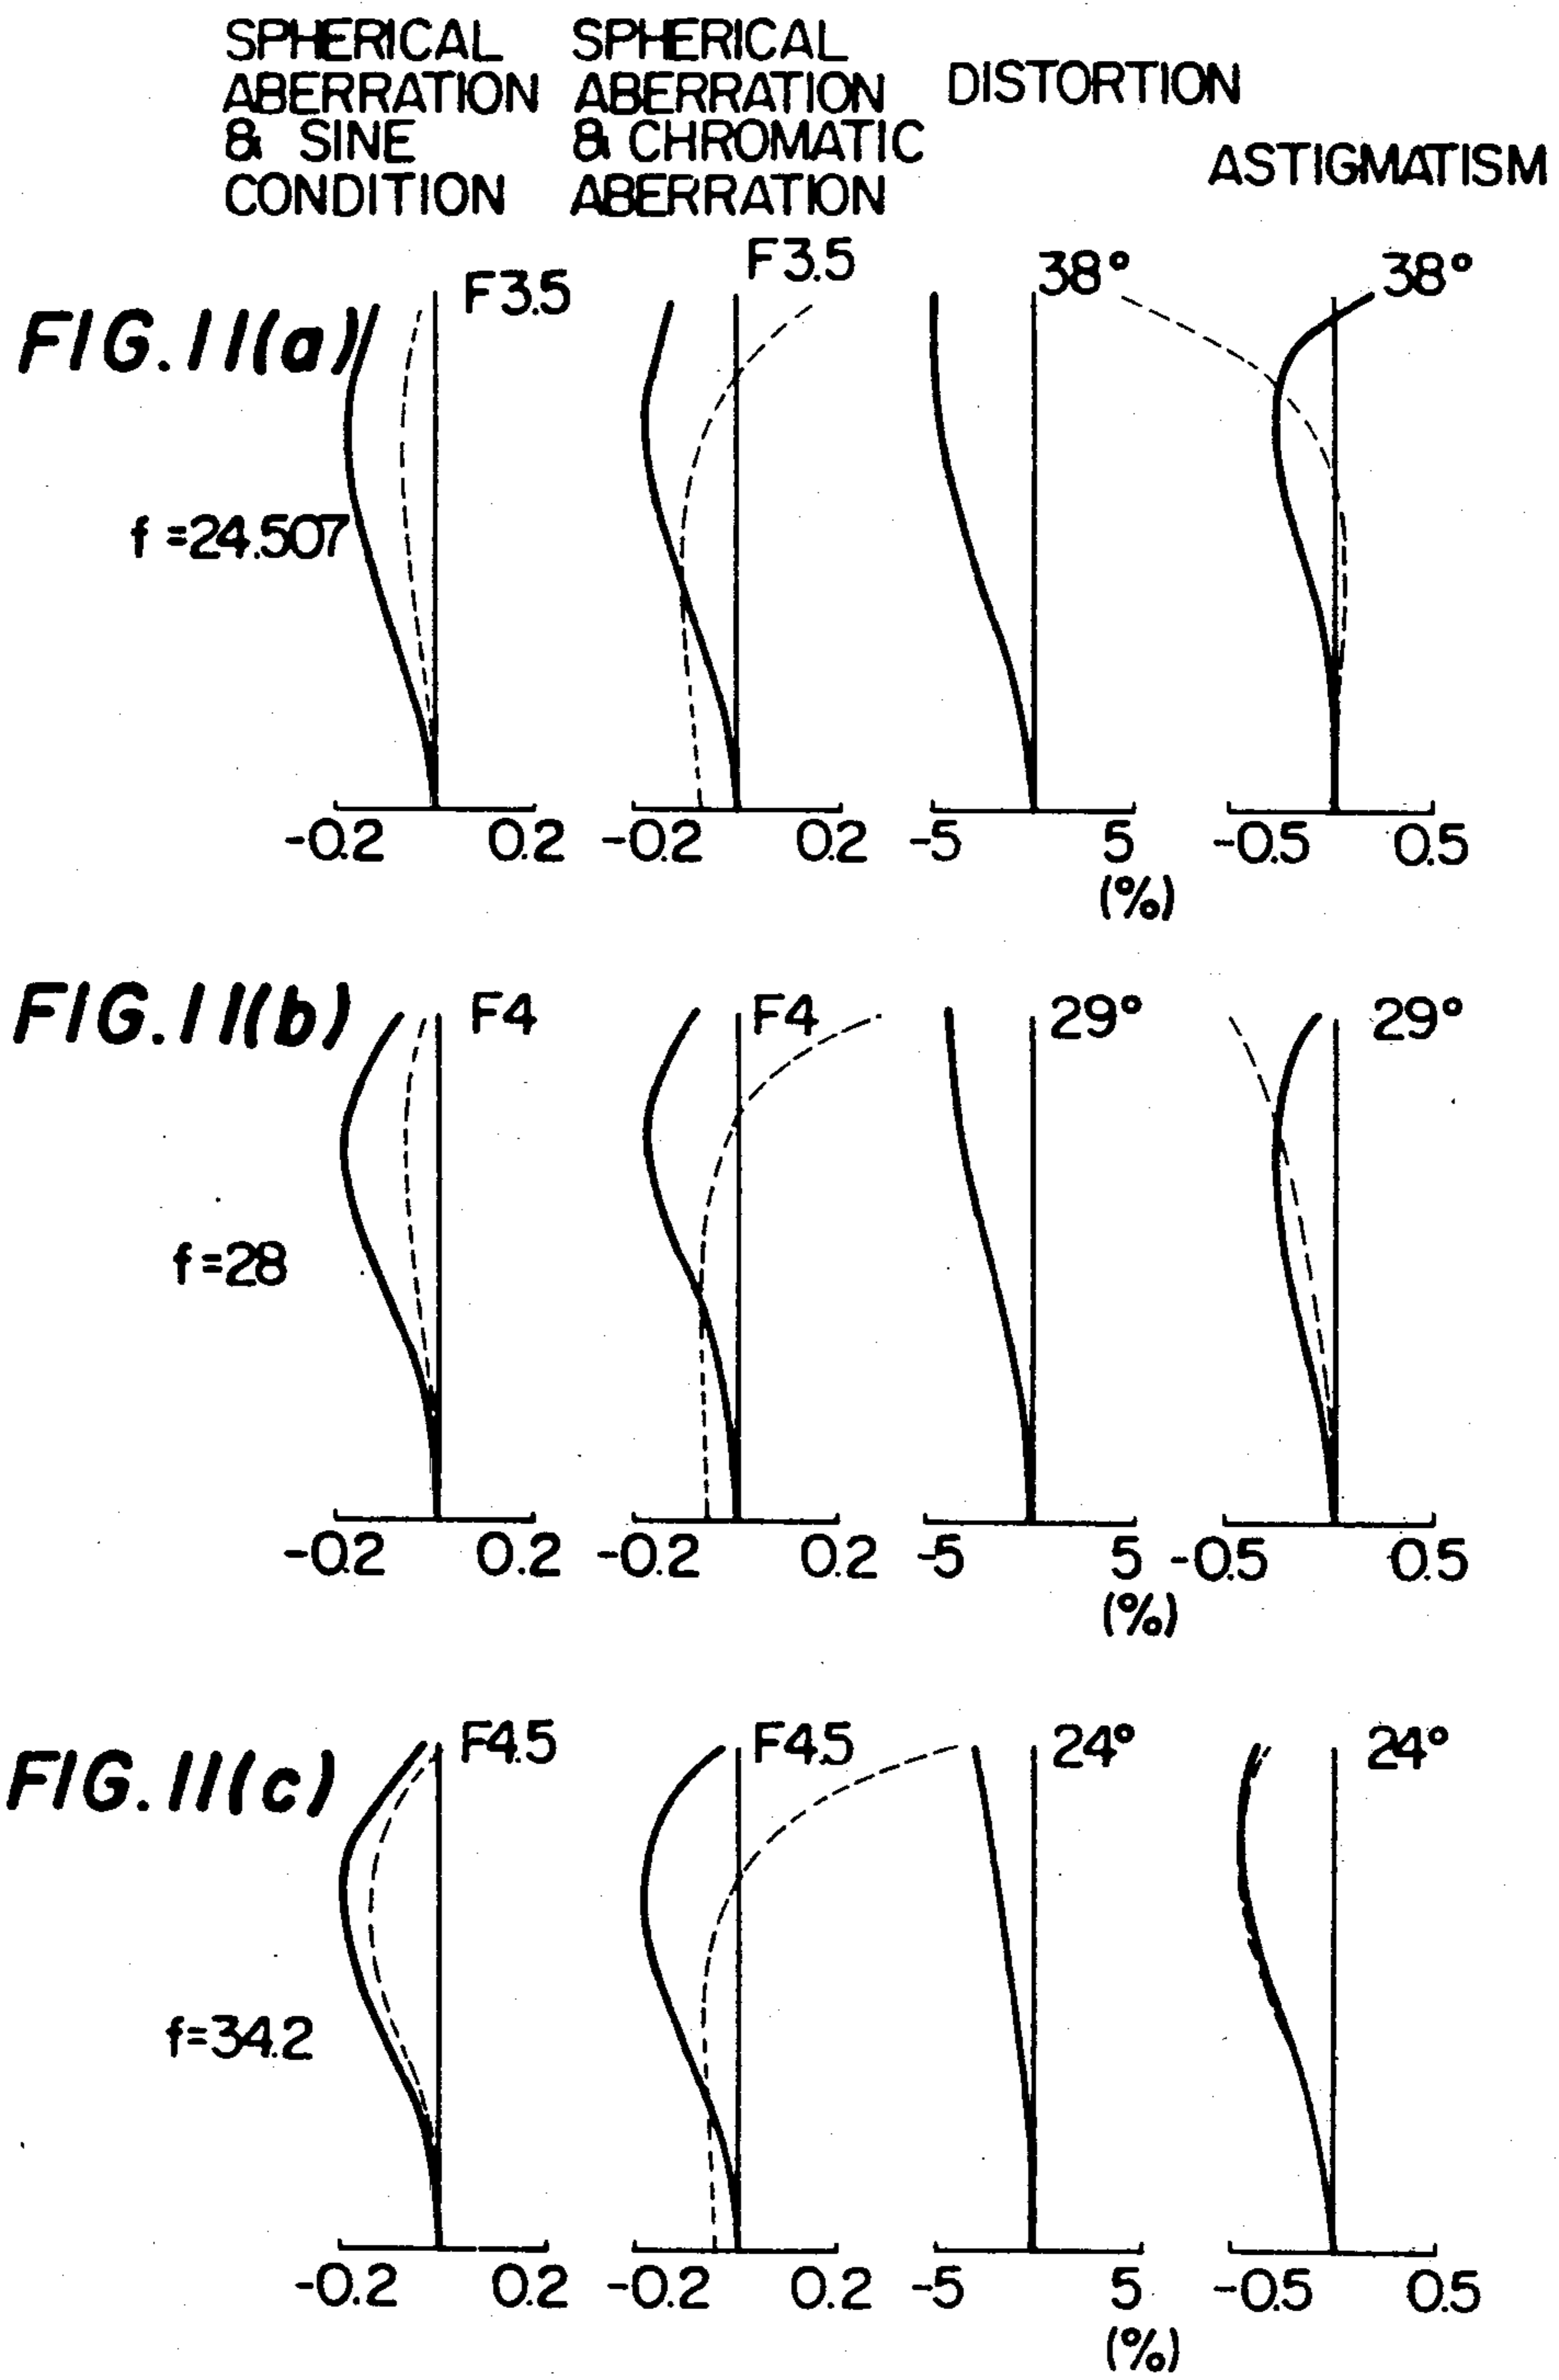 SPHERICAL
ABERRATION
& SINE
CONDITION
SPHERICAL
ABERRATION
& CHROMATIC
ABERRATION
DISTORTION
ASTIGMATISM
FIG.11(a)
f=24.507
F3.5
F3.5
38°
38°
-0.2 0.2
-0.2 0.2
-5 5
(%)
-0.5 0.5
FIG.11(b)
f=28
F4
F4
29°
29°
-0.2 0.2
-0.2 0.2
-5 5
(%)
-0.5 0.5
FIG.11(c)
f=34.2
F4.5
F4.5
24°
24°
-0.2 0.2
-0.2 0.2
-5 5
(%)
-0.5 0.5